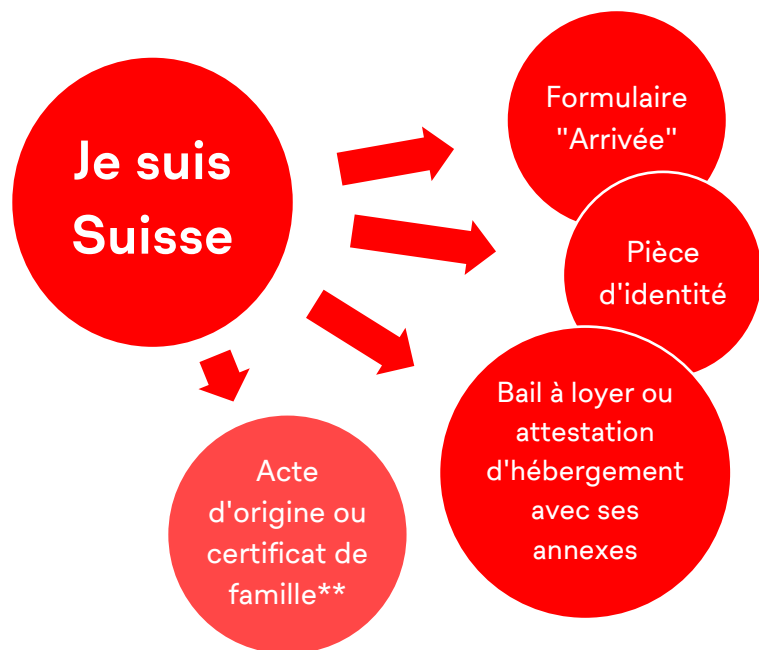 Je suis
Suisse
Formulaire
"Arrivée"
Pièce
d'identité
Bail à loyer ou
attestation
d'hébergement
avec ses
annexes
Acte
d'origine ou
certificat de
famille**